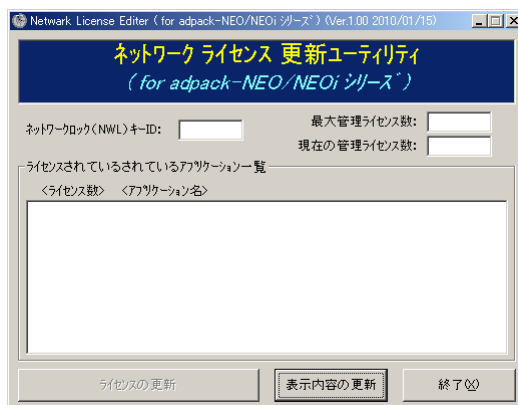 Netwark License Editer ( for adpack-NEO/NEOi ｼﾘｰｽﾞ ) (Ver.1.00 2010/01/15)
ネットワーク ライセンス 更新ユーティリティ
( for adpack-NEO/NEOi ｼﾘｰｽﾞ )
ﾈｯﾄﾜｰｸﾛｯｸ(NWL)ｷｰID:
最大管理ﾗｲｾﾝｽ数:
現在の管理ﾗｲｾﾝｽ数:
ﾗｲｾﾝｽされているされているｱﾌﾟﾘｹｰｼｮﾝ一覧
<ﾗｲｾﾝｽ数> <ｱﾌﾟﾘｹｰｼｮﾝ名>
ﾗｲｾﾝｽの更新
表示内容の更新
終了(X)